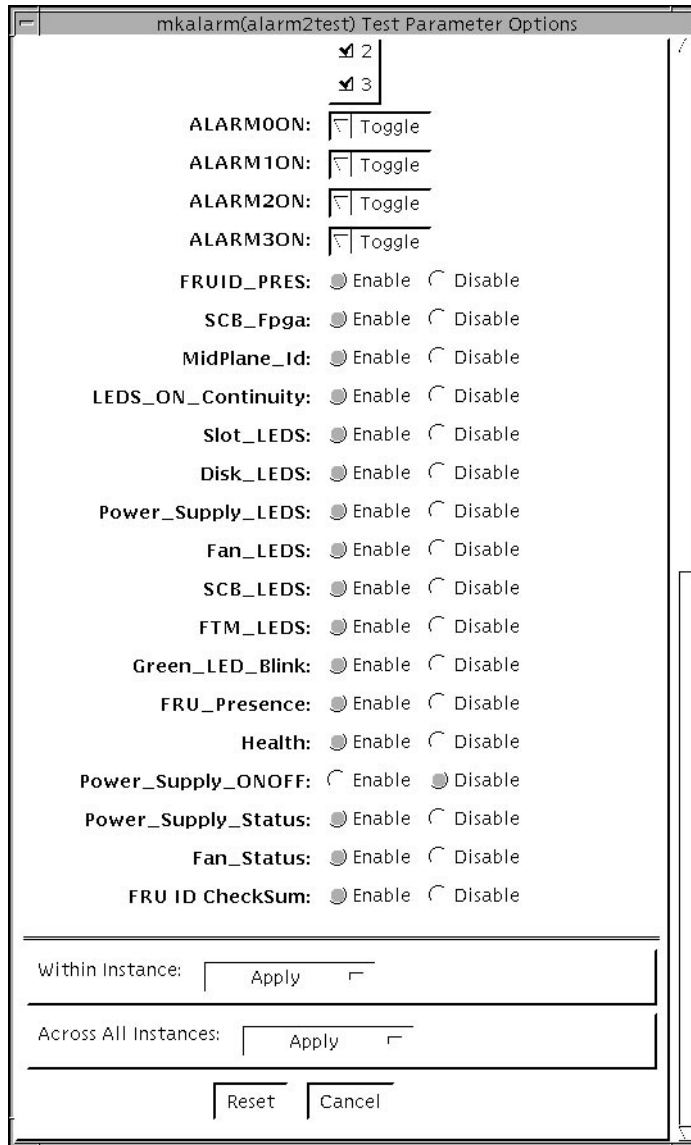 mkalarm(alarm2test) Test Parameter Options
2
3
ALARM0ON: Toggle
ALARM1ON: Toggle
ALARM2ON: Toggle
ALARM3ON: Toggle
FRUID_PRES: Enable Disable
SCB_Fpga: Enable Disable
MidPlane_Id: Enable Disable
LEDS_ON_Continuity: Enable Disable
Slot_LEDS: Enable Disable
Disk_LEDS: Enable Disable
Power_Supply_LEDS: Enable Disable
Fan_LEDS: Enable Disable
SCB_LEDS: Enable Disable
FTM_LEDS: Enable Disable
Green_LED_Blink: Enable Disable
FRU_Presence: Enable Disable
Health: Enable Disable
Power_Supply_ONOFF: Enable Disable
Power_Supply_Status: Enable Disable
Fan_Status: Enable Disable
FRU ID CheckSum: Enable Disable
Within Instance: Apply
Across All Instances: Apply
Reset Cancel